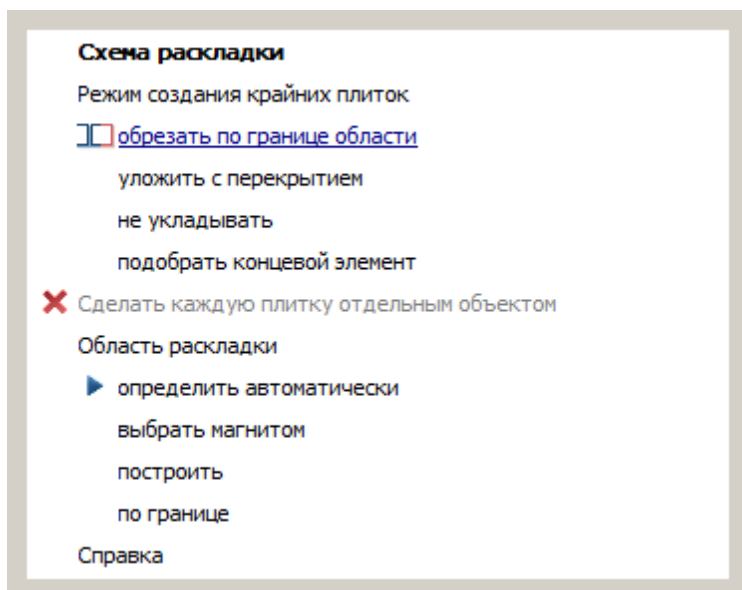 Схема раскладки
Режим создания крайних плиток
обрезать по границе области
уложить с перекрытием
не укладывать
подобрать концевой элемент
Сделать каждую плитку отдельным объектом
Область раскладки
определить автоматически
выбрать магнитом
построить
по границе
Справка